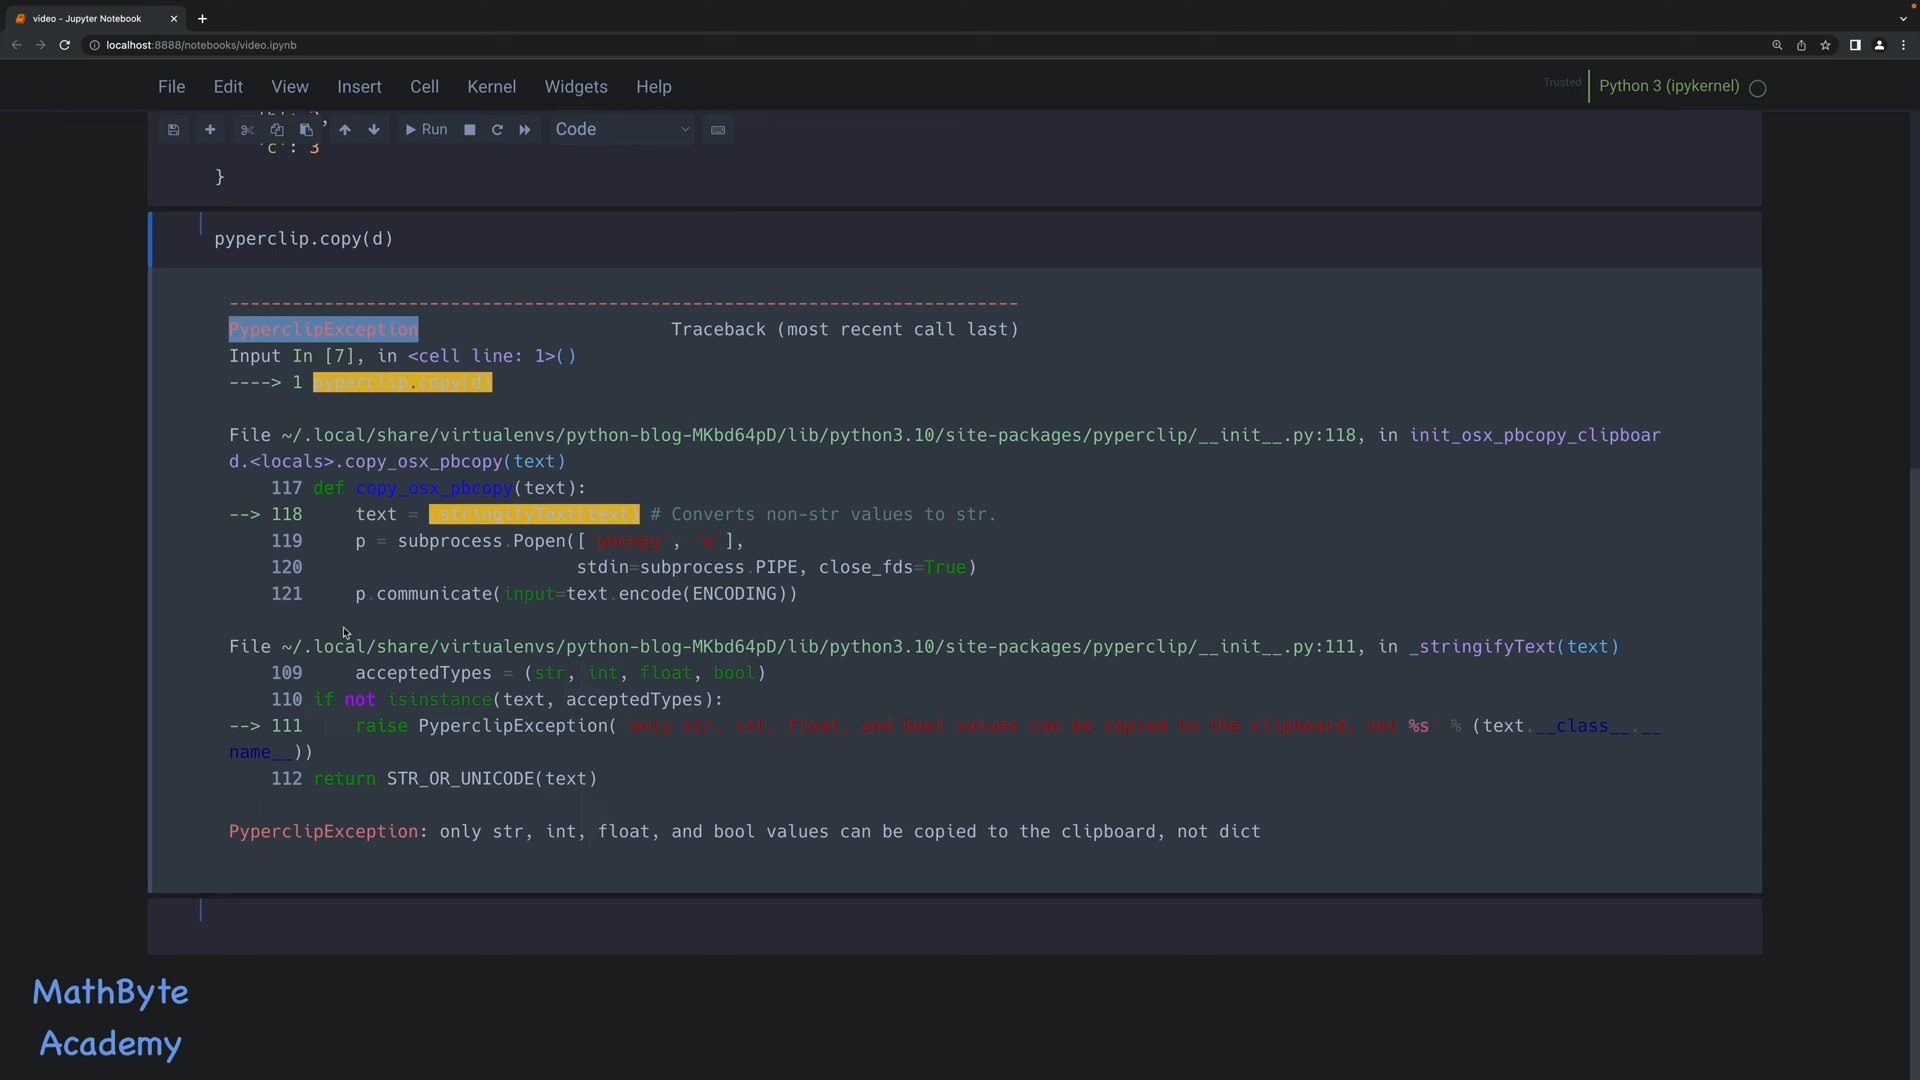 video - Jupyter Notebook
localhost:8888/notebooks/video.ipynb
File Edit View Insert Cell Kernel Widgets Help
Trusted
Python 3 (ipykernel)
Run
Code
'c': 3
}
pyperclip.copy(d)
---------------------------------------------------------------------------
PyperclipException                        Traceback (most recent call last)
Input In [7], in <cell line: 1>()
----> 1 pyperclip.copy(d)
File ~/.local/share/virtualenvs/python-blog-MKbd64pD/lib/python3.10/site-packages/pyperclip/__init__.py:118, in init_osx_pbcopy_clipboar
d.<locals>.copy_osx_pbcopy(text)
117 def copy_osx_pbcopy(text):
--> 118     text = _stringifyText(text) # Converts non-str values to str.
119     p = subprocess.Popen(['pbcopy', 'w'],
120                          stdin=subprocess.PIPE, close_fds=True)
121     p.communicate(input=text.encode(ENCODING))
File ~/.local/share/virtualenvs/python-blog-MKbd64pD/lib/python3.10/site-packages/pyperclip/__init__.py:111, in _stringifyText(text)
109     acceptedTypes = (str, int, float, bool)
110 if not isinstance(text, acceptedTypes):
--> 111     raise PyperclipException('only str, int, float, and bool values can be copied to the clipboard, not %s' % (text.__class__.__
name__))
112 return STR_OR_UNICODE(text)
PyperclipException: only str, int, float, and bool values can be copied to the clipboard, not dict
MathByte
Academy